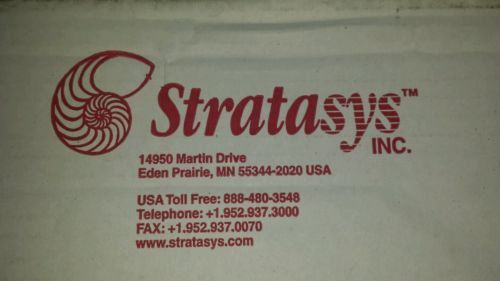 Stratasys™
INC.
14950 Martin Drive
Eden Prairie, MN 55344-2020 USA
USA Toll Free: 888-480-3548
Telephone: +1.952.937.3000
FAX: +1.952.937.0070
www.stratasys.com